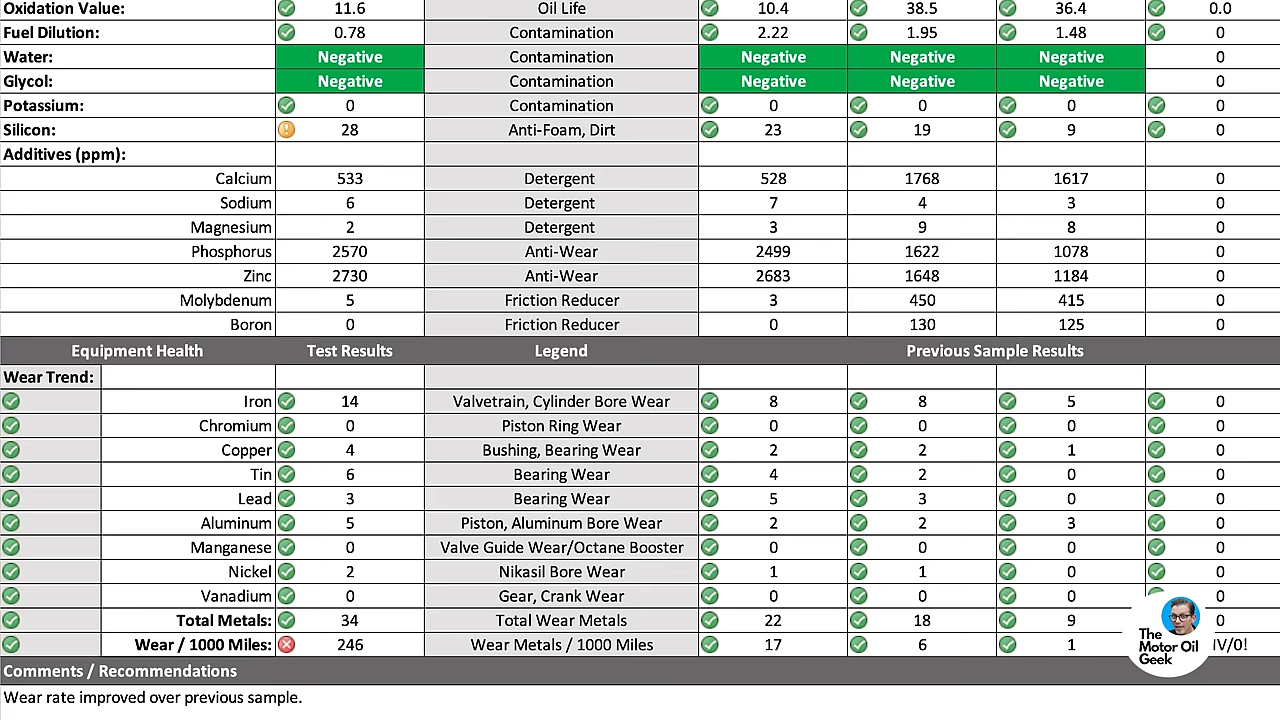 Oxidation Value: 11.6 Oil Life 10.4 38.5 36.4 0.0
Fuel Dilution: 0.78 Contamination 2.22 1.95 1.48 0
Water: Negative Contamination Negative Negative Negative 0
Glycol: Negative Contamination Negative Negative Negative 0
Potassium: 0 Contamination 0 0 0 0
Silicon: 28 Anti-Foam, Dirt 23 19 9 0
Additives (ppm):
Calcium 533 Detergent 528 1768 1617 0
Sodium 6 Detergent 7 4 3 0
Magnesium 2 Detergent 3 9 8 0
Phosphorus 2570 Anti-Wear 2499 1622 1078 0
Zinc 2730 Anti-Wear 2683 1648 1184 0
Molybdenum 5 Friction Reducer 3 450 415 0
Boron 0 Friction Reducer 0 130 125 0
Equipment Health Test Results Legend Previous Sample Results
Wear Trend:
Iron 14 Valvetrain, Cylinder Bore Wear 8 8 5 0
Chromium 0 Piston Ring Wear 0 0 0 0
Copper 4 Bushing, Bearing Wear 2 2 1 0
Tin 6 Bearing Wear 4 2 0 0
Lead 3 Bearing Wear 5 3 0 0
Aluminum 5 Piston, Aluminum Bore Wear 2 2 3 0
Manganese 0 Valve Guide Wear/Octane Booster 0 0 0 0
Nickel 2 Nikasil Bore Wear 1 1 0 0
Vanadium 0 Gear, Crank Wear 0 0 0 0
Total Metals: 34 Total Wear Metals 22 18 9 0
Wear / 1000 Miles: 246 Wear Metals / 1000 Miles 17 6 1 IV/0!
The
Motor Oil
Geek
Comments / Recommendations
Wear rate improved over previous sample.